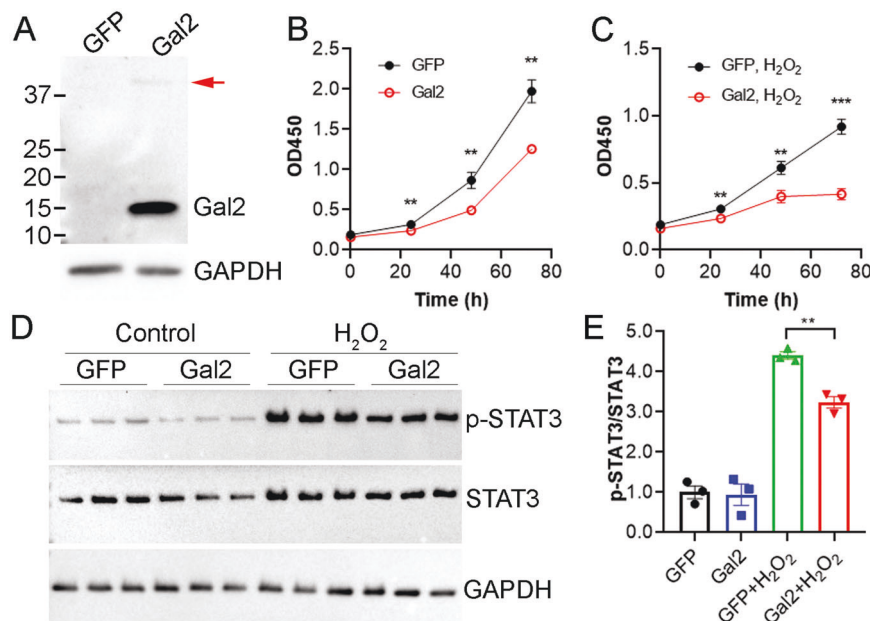 A
GFP
Gal2
37
25
20
15
10
Gal2
GAPDH
B
2.5
2.0
1.5
1.0
0.5
0.0
OD450
GFP
Gal2
**
**
**
0
20
40
60
80
Time (h)
C
1.5
1.0
0.5
0.0
OD450
GFP, H₂O₂
Gal2, H₂O₂
**
**
***
0
20
40
60
80
Time (h)
D
Control
H₂O₂
GFP
Gal2
GFP
Gal2
p-STAT3
STAT3
GAPDH
E
5.0
4.0
3.0
2.0
1.0
0.0
p-STAT3/STAT3
**
GFP
Gal2
GFP+H₂O₂
Gal2+H₂O₂